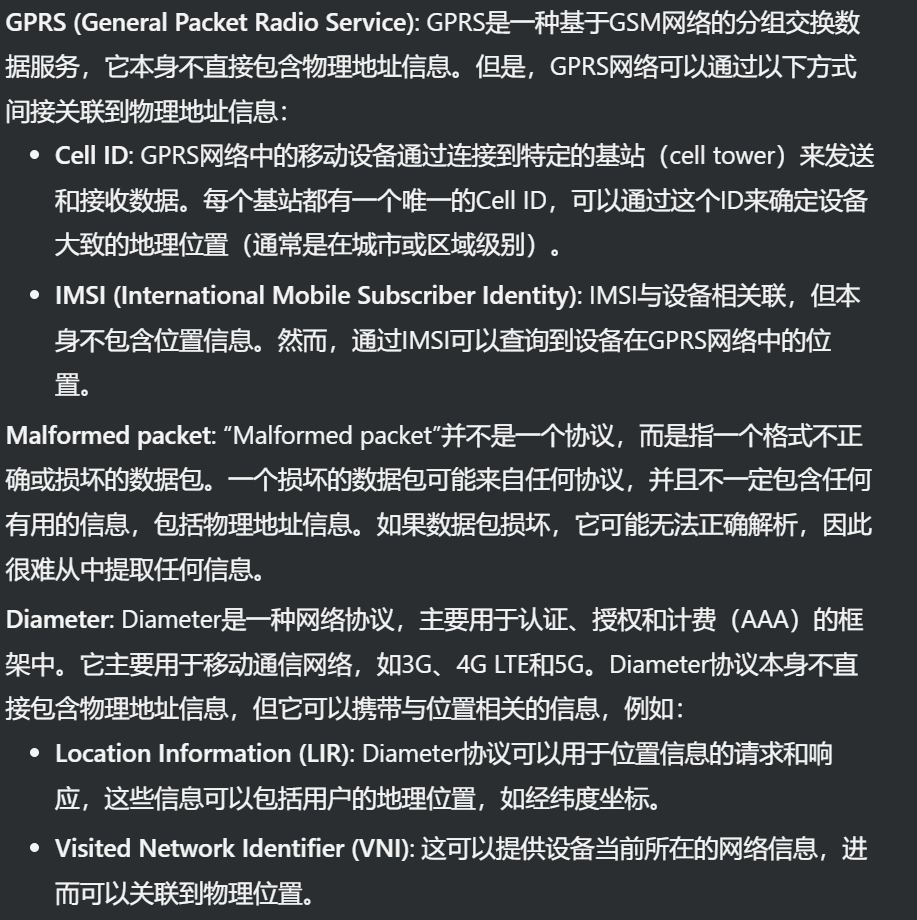 GPRS (General Packet Radio Service): GPRS是一种基于GSM网络的分组交换数
据服务，它本身不直接包含物理地址信息。但是，GPRS网络可以通过以下方式
间接关联到物理地址信息：
• Cell ID: GPRS网络中的移动设备通过连接到特定的基站（cell tower）来发送
和接收数据。每个基站都有一个唯一的Cell ID，可以通过这个ID来确定设备
大致的地理位置（通常是在城市或区域级别）。
• IMSI (International Mobile Subscriber Identity): IMSI与设备相关联，但本
身不包含位置信息。然而，通过IMSI可以查询到设备在GPRS网络中的位
置。
Malformed packet: “Malformed packet”并不是一个协议，而是指一个格式不正
确或损坏的数据包。一个损坏的数据包可能来自任何协议，并且不一定包含任何
有用的信息，包括物理地址信息。如果数据包损坏，它可能无法正确解析，因此
很难从中提取任何信息。
Diameter: Diameter是一种网络协议，主要用于认证、授权和计费（AAA）的框
架中。它主要用于移动通信网络，如3G、4G LTE和5G。Diameter协议本身不直
接包含物理地址信息，但它可以携带与位置相关的信息，例如：
• Location Information (LIR): Diameter协议可以用于位置信息的请求和响
应，这些信息可以包括用户的地理位置，如经纬度坐标。
• Visited Network Identifier (VNI): 这可以提供设备当前所在的网络信息，进
而可以关联到物理位置。